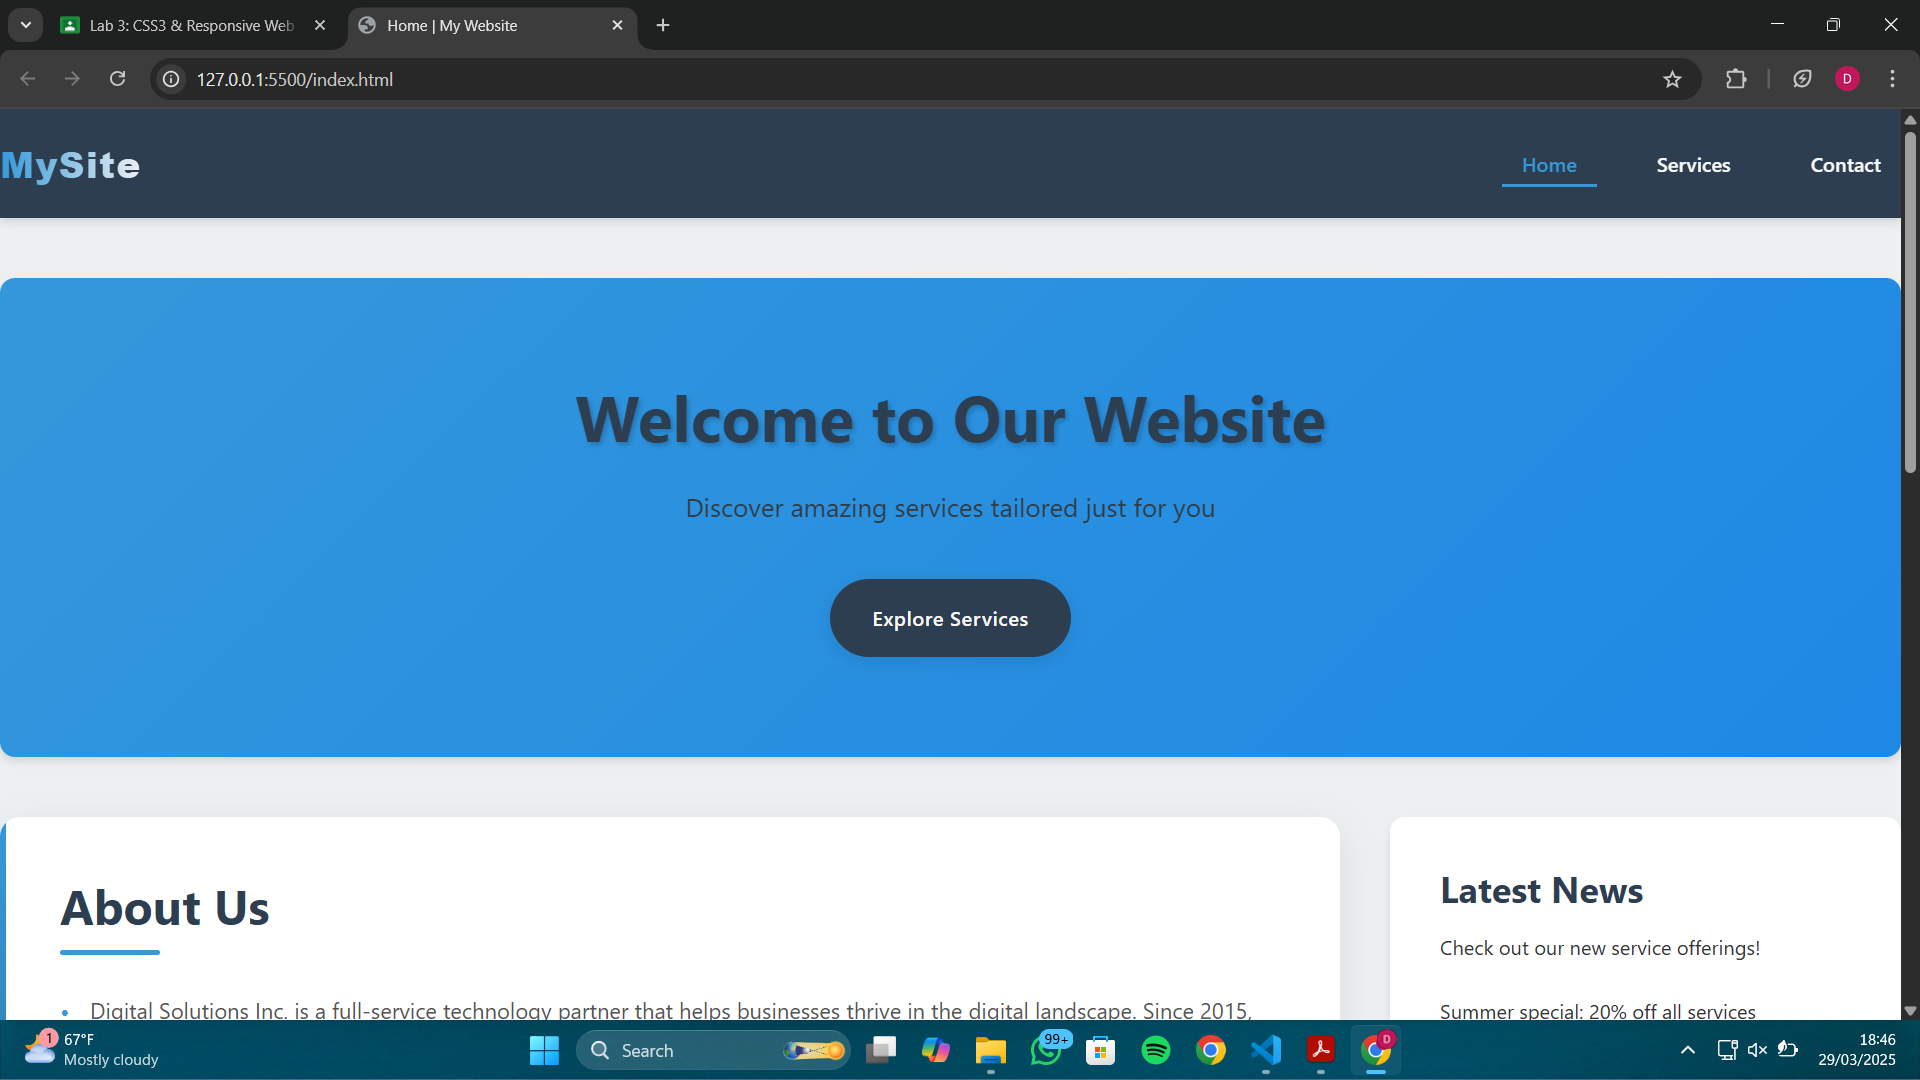 Lab 3: CSS3 & Responsive Web
Home | My Website
127.0.0.1:5500/index.html
D
MySite
Home
Services
Contact
Welcome to Our Website
Discover amazing services tailored just for you
Explore Services
About Us
Digital Solutions Inc. is a full-service technology partner that helps businesses thrive in the digital landscape. Since 2015,
Latest News
Check out our new service offerings!
Summer special: 20% off all services
1
67°F
Mostly cloudy
Search
99+
D
18:46
29/03/2025